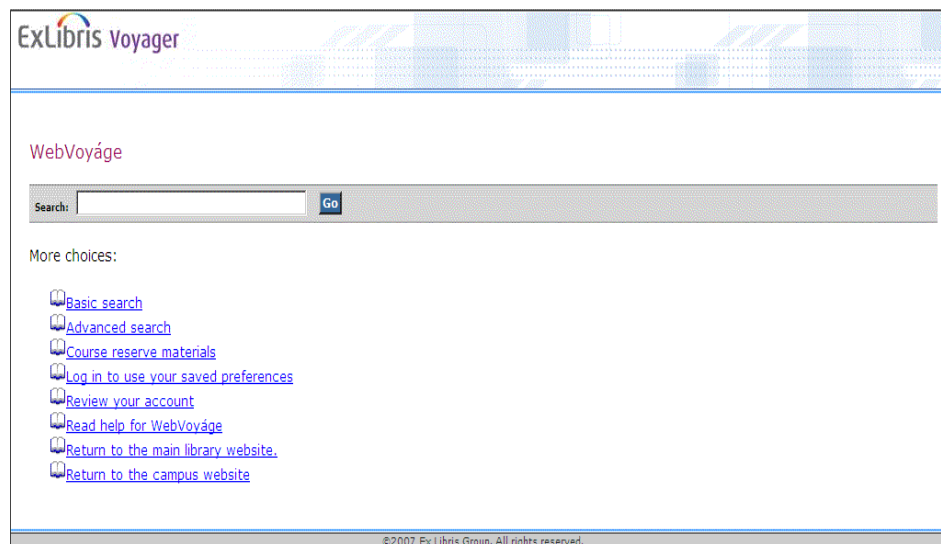 ExLibris Voyager
WebVoyáge
Search: Go
More choices:
Basic search
Advanced search
Course reserve materials
Log in to use your saved preferences
Review your account
Read help for WebVoyáge
Return to the main library website.
Return to the campus website
©2007 Ex Libris Group. All rights reserved.